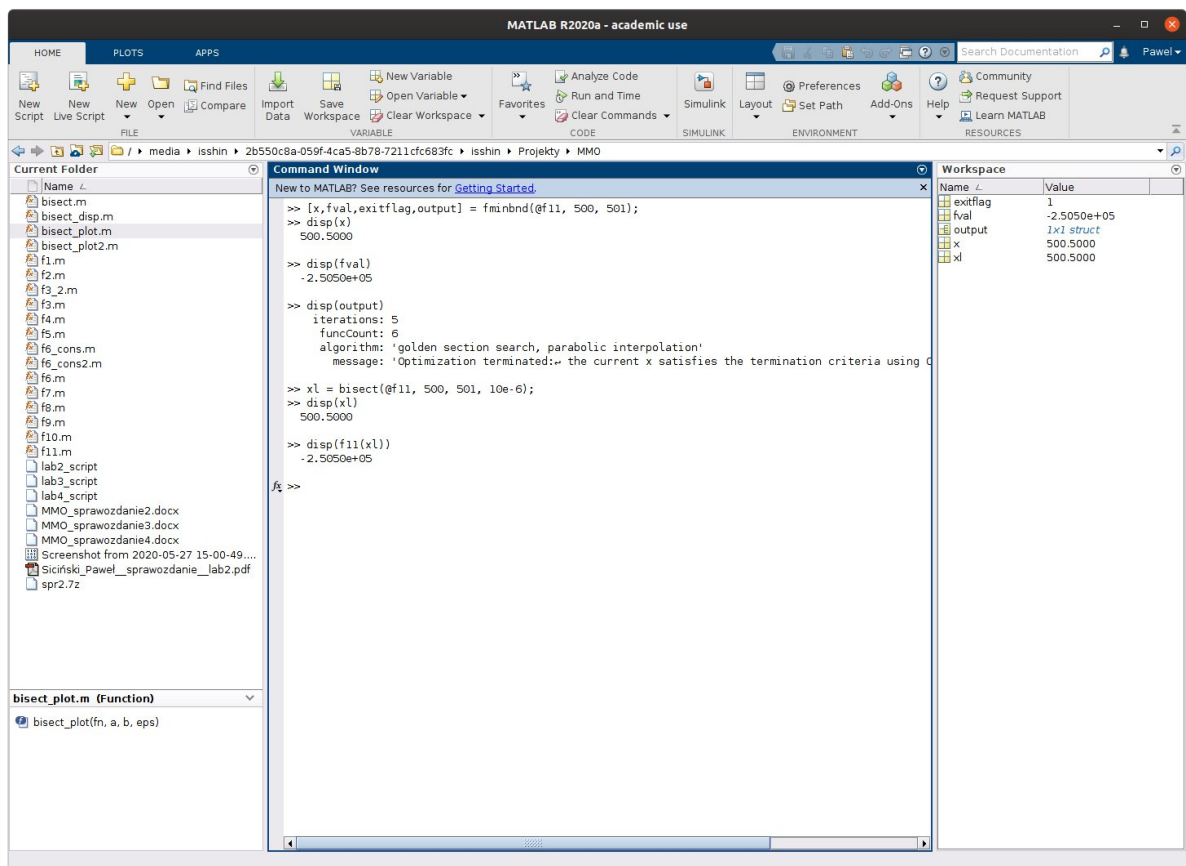 MATLAB R2020a - academic use
HOME PLOTS APPS
Search Documentation
Pawel
New Script
New Live Script
New
Open
Find Files
Compare
FILE
Import Data
Save Workspace
New Variable
Open Variable
Clear Workspace
VARIABLE
Favorites
Analyze Code
Run and Time
Clear Commands
CODE
Simulink
SIMULINK
Layout
Preferences
Set Path
Add-Ons
ENVIRONMENT
Help
Community
Request Support
Learn MATLAB
RESOURCES
/ media isshin 2b550c8a-059f-4ca5-8b78-7211cfc683fc isshin Projekty MMO
Current Folder
Name
bisect.m
bisect_disp.m
bisect_plot.m
bisect_plot2.m
f1.m
f2.m
f3_2.m
f3.m
f4.m
f5.m
f6_cons.m
f6_cons2.m
f6.m
f7.m
f8.m
f9.m
f10.m
f11.m
lab2_script
lab3_script
lab4_script
MMO_sprawozdanie2.docx
MMO_sprawozdanie3.docx
MMO_sprawozdanie4.docx
Screenshot from 2020-05-27 15-00-49....
Siciński_Paweł__sprawozdanie__lab2.pdf
spr2.7z
bisect_plot.m (Function)
bisect_plot(fn, a, b, eps)
Command Window
New to MATLAB? See resources for Getting Started.
>> [x,fval,exitflag,output] = fminbnd(@f11, 500, 501);
>> disp(x)
500.5000
>> disp(fval)
-2.5050e+05
>> disp(output)
iterations: 5
funcCount: 6
algorithm: 'golden section search, parabolic interpolation'
message: 'Optimization terminated:↵ the current x satisfies the termination criteria using O
>> xl = bisect(@f11, 500, 501, 10e-6);
>> disp(xl)
500.5000
>> disp(f11(xl))
-2.5050e+05
fx >>
Workspace
Name Value
exitflag 1
fval -2.5050e+05
output 1x1 struct
x 500.5000
xl 500.5000